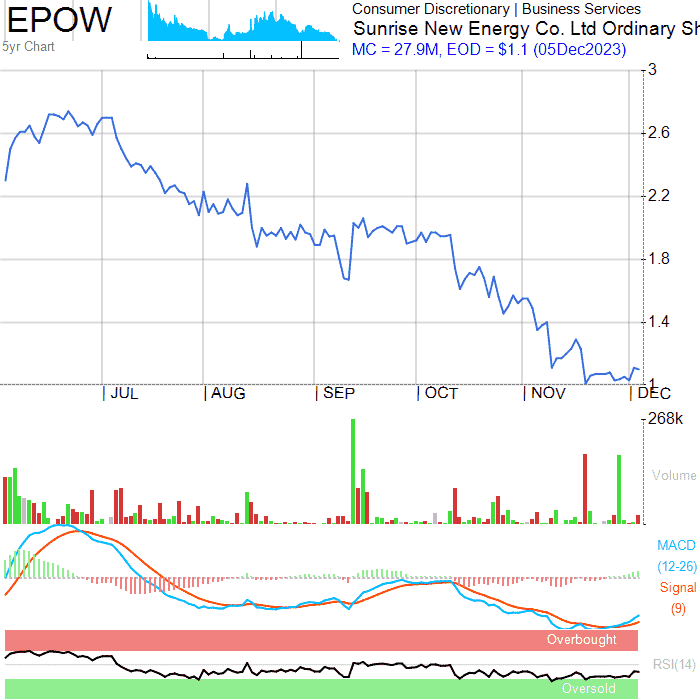 EPOW
5yr Chart
Consumer Discretionary | Business Services
Sunrise New Energy Co. Ltd Ordinary Sh
MC = 27.9M, EOD = $1.1 (05Dec2023)
3
2.6
2.2
1.8
1.4
1
JUL AUG SEP OCT NOV DEC
268k
Volume
MACD
(12-26)
Signal
(9)
Overbought
RSI(14)
Oversold